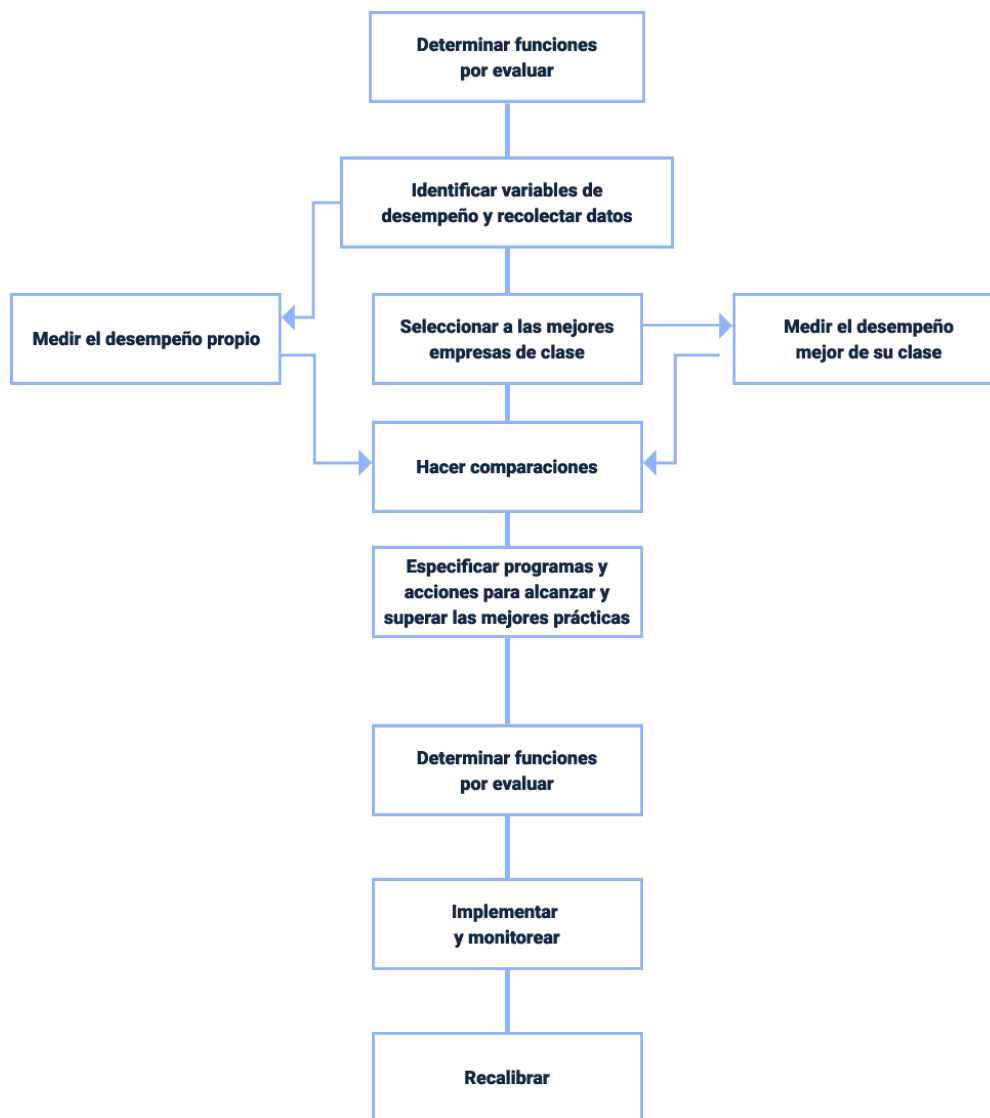 Determinar funciones
por evaluar
Identificar variables de
desempeño y recolectar datos
Medir el desempeño propio
Seleccionar a las mejores
empresas de clase
Medir el desempeño
mejor de su clase
Hacer comparaciones
Especificar programas y
acciones para alcanzar y
superar las mejores prácticas
Determinar funciones
por evaluar
Implementar
y monitorear
Recalibrar